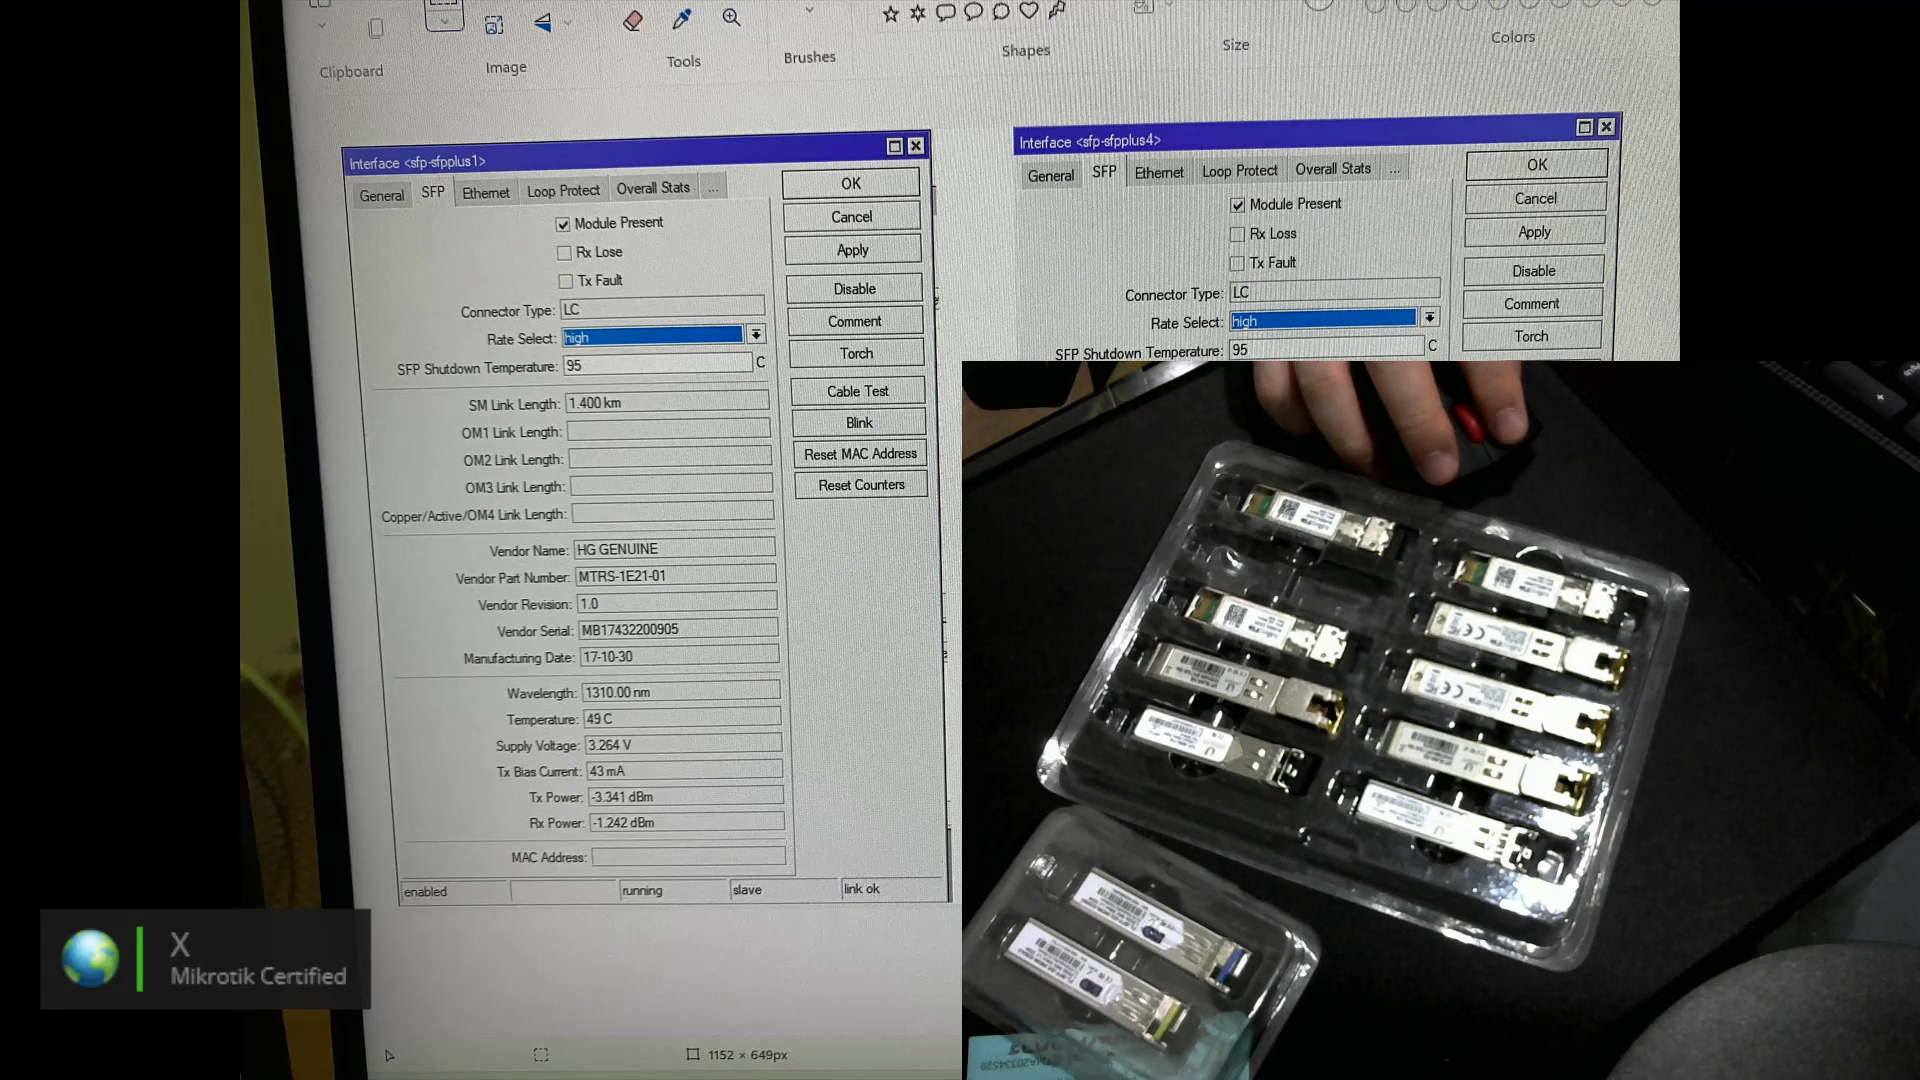 Clipboard
Image
Tools
Brushes
Shapes
Size
Colors
Interface <sfp-sfpplus1>
General SFP Ethernet Loop Protect Overall Stats ...
Module Present
Rx Lose
Tx Fault
Connector Type: LC
Rate Select: high
SFP Shutdown Temperature: 95 C
SM Link Length: 1.400 km
OM1 Link Length:
OM2 Link Length:
OM3 Link Length:
Copper/Active/OM4 Link Length:
Vendor Name: HG GENUINE
Vendor Part Number: MTRS-1E21-01
Vendor Revision: 1.0
Vendor Serial: MB17432200905
Manufacturing Date: 17-10-30
Wavelength: 1310.00 nm
Temperature: 49 C
Supply Voltage: 3.264 V
Tx Bias Current: 43 mA
Tx Power: -3.341 dBm
Rx Power: -1.242 dBm
MAC Address:
enabled running slave link ok
OK
Cancel
Apply
Disable
Comment
Torch
Cable Test
Blink
Reset MAC Address
Reset Counters
Interface <sfp-sfpplus4>
General SFP Ethernet Loop Protect Overall Stats ...
Module Present
Rx Loss
Tx Fault
Connector Type: LC
Rate Select: high
SFP Shutdown Temperature: 95 C
OK
Cancel
Apply
Disable
Comment
Torch
1152 × 649px
X
Mikrotik Certified